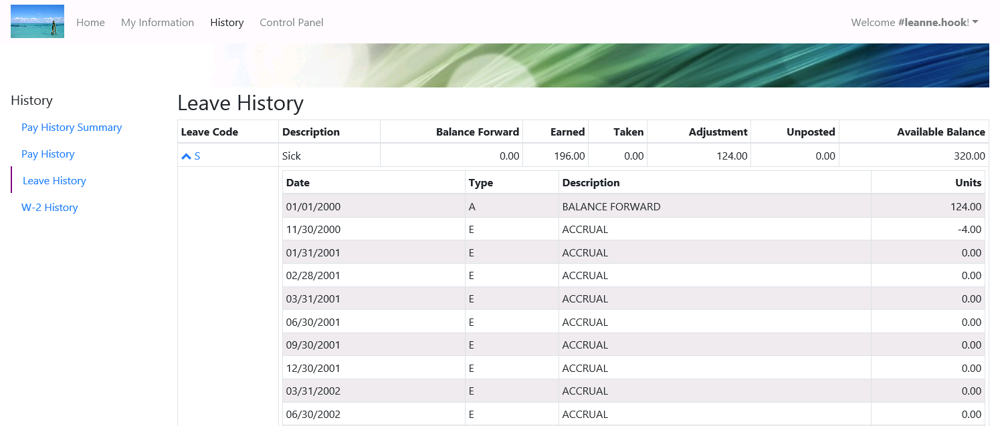 Home My Information History Control Panel Welcome #leanne.hook!
History
Pay History Summary
Pay History
Leave History
W-2 History
Leave History
Leave Code Description Balance Forward Earned Taken Adjustment Unposted Available Balance
S Sick 0.00 196.00 0.00 124.00 0.00 320.00
Date Type Description Units
01/01/2000 A BALANCE FORWARD 124.00
11/30/2000 E ACCRUAL -4.00
01/31/2001 E ACCRUAL 0.00
02/28/2001 E ACCRUAL 0.00
03/31/2001 E ACCRUAL 0.00
06/30/2001 E ACCRUAL 0.00
09/30/2001 E ACCRUAL 0.00
12/30/2001 E ACCRUAL 0.00
03/31/2002 E ACCRUAL 0.00
06/30/2002 E ACCRUAL 0.00